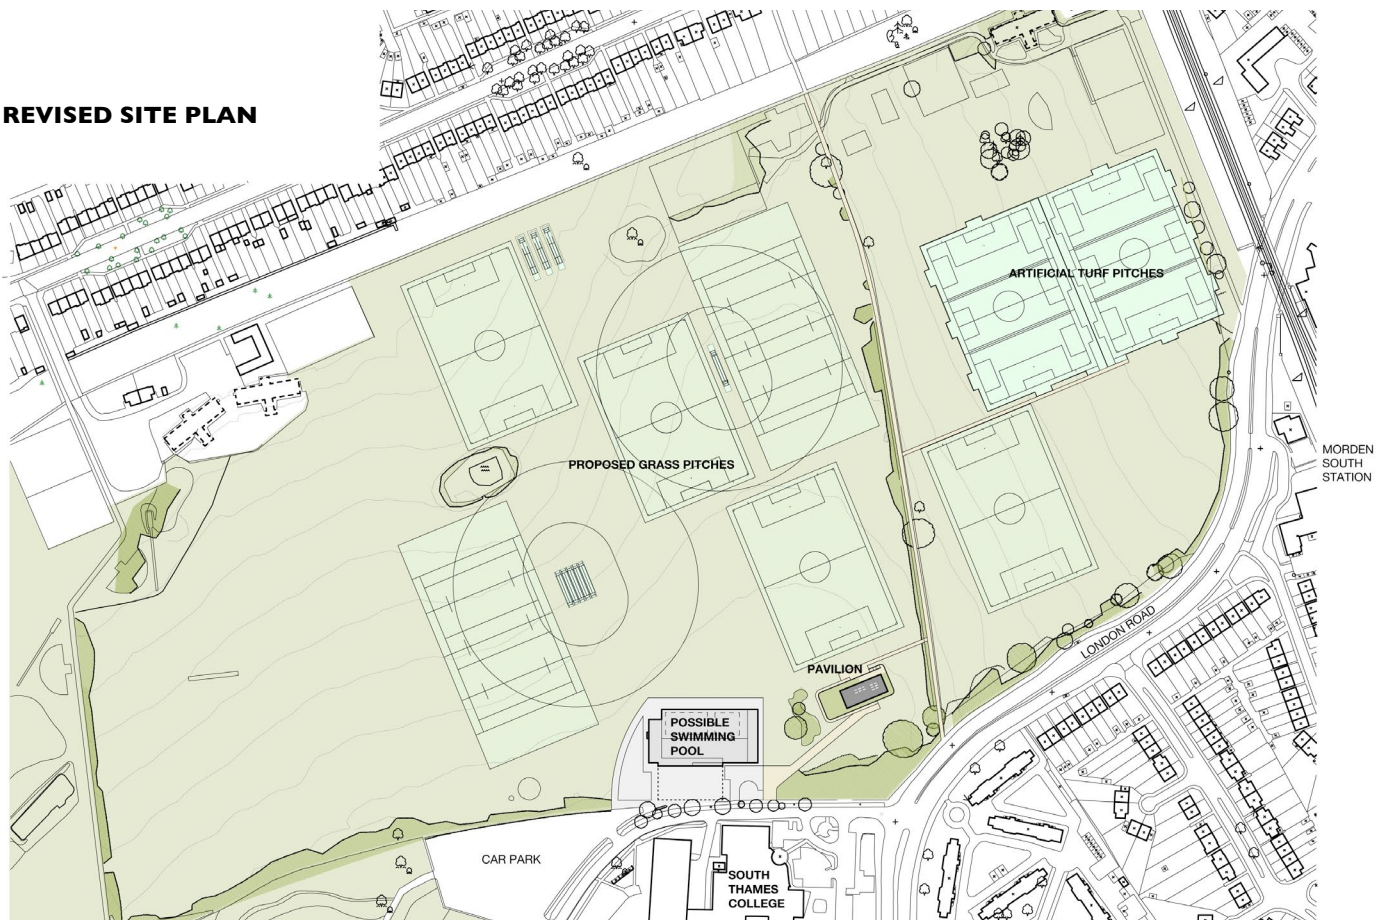 REVISED SITE PLAN
ARTIFICIAL TURF PITCHES
MORDEN
SOUTH
STATION
PROPOSED GRASS PITCHES
LONDON ROAD
PAVILION
POSSIBLE
SWIMMING
POOL
CAR PARK
SOUTH
THAMES
COLLEGE